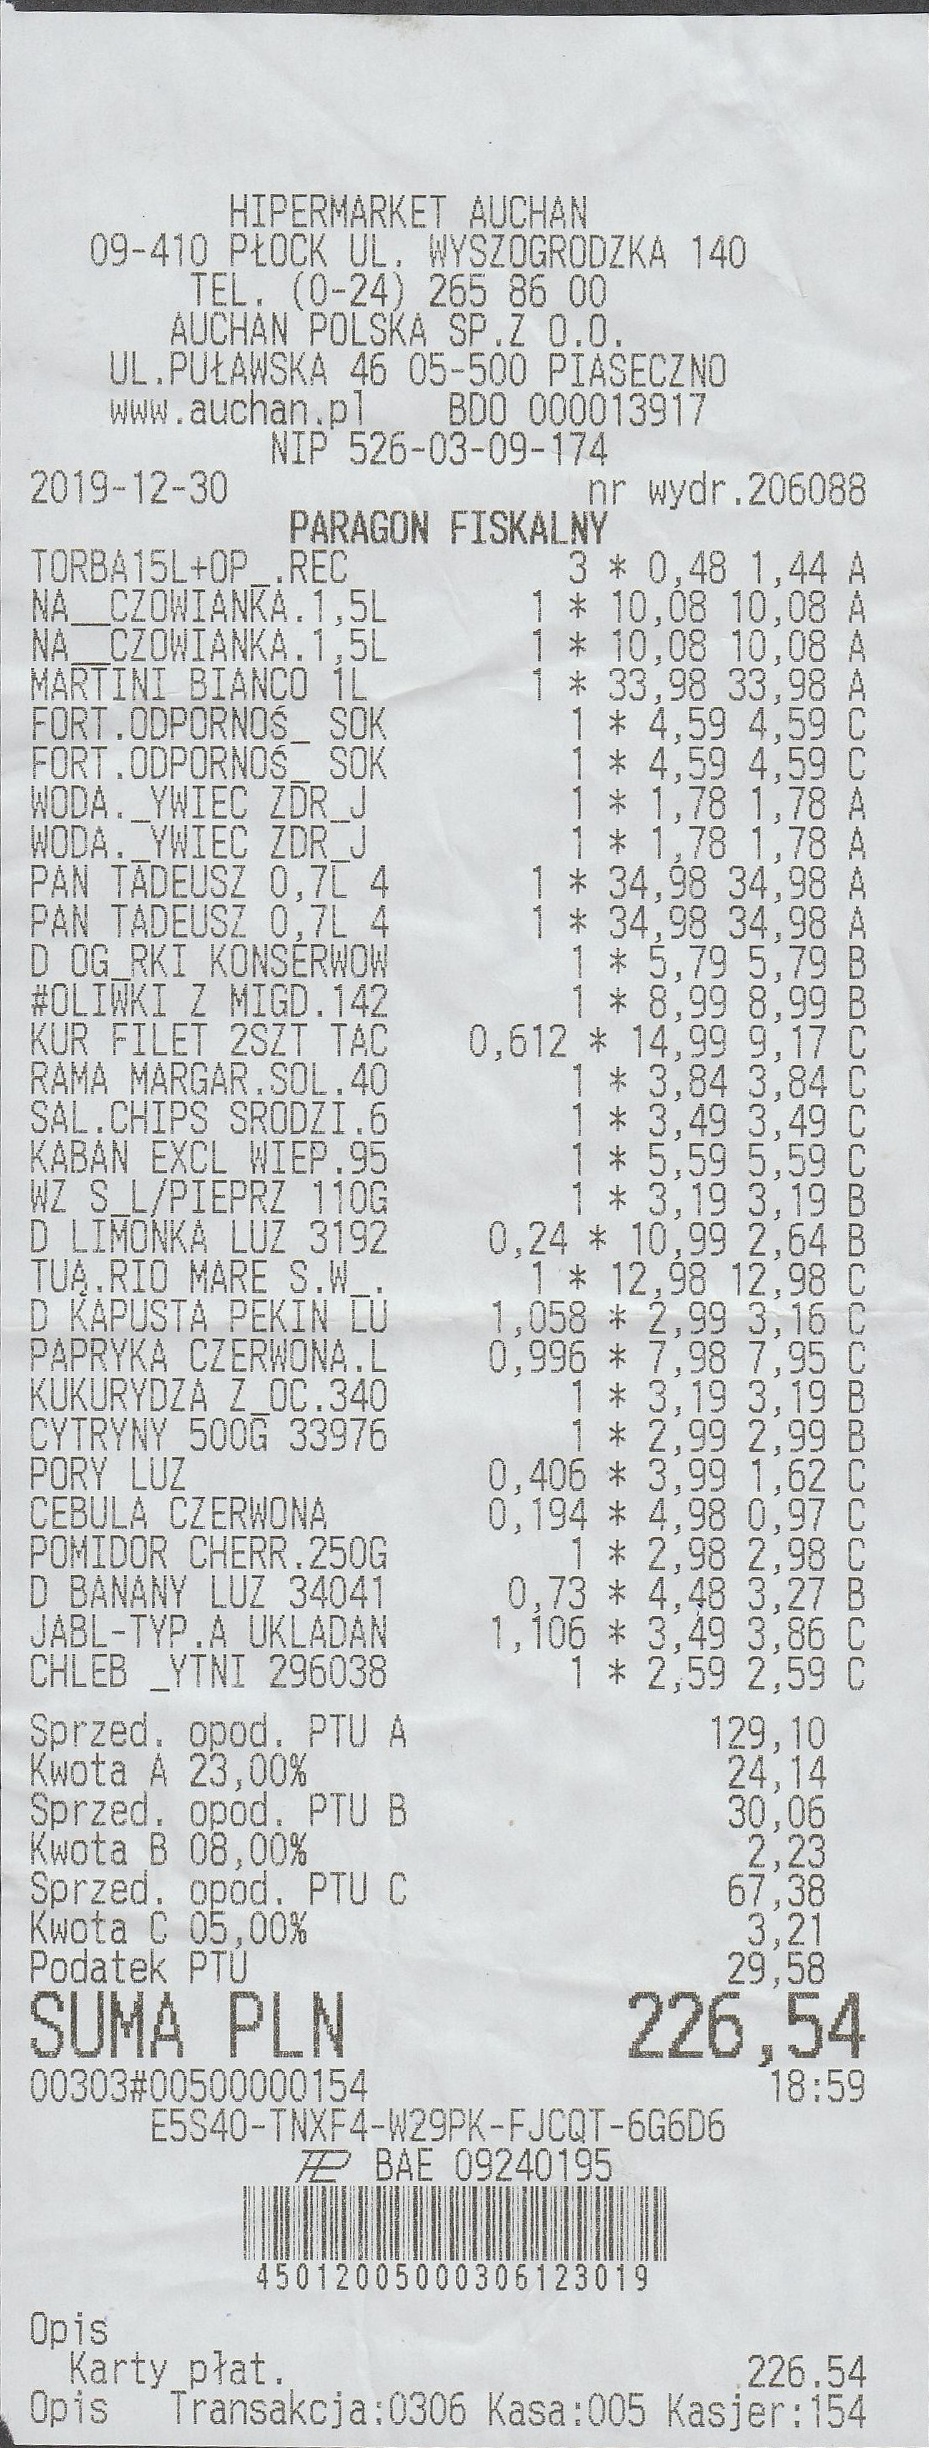 HIPERMARKET AUCHAN
09-410 PŁOCK UL. WYSZOGRODZKA 140
TEL. (0-24) 265 86 00
AUCHAN POLSKA SP.Z O.O.
UL.PUŁAWSKA 46 05-500 PIASECZNO
www.auchan.pl BDO 000013917
NIP 526-03-09-174
2019-12-30 nr wydr.206088
PARAGON FISKALNY
TORBA15L+OP_.REC 3 * 0,48 1,44 A
NA__CZOWIANKA.1,5L 1 * 10,08 10,08 A
NA__CZOWIANKA.1,5L 1 * 10,08 10,08 A
MARTINI BIANCO 1L 1 * 33,98 33,98 A
FORT.ODPORNOŚ_ SOK 1 * 4,59 4,59 C
FORT.ODPORNOŚ_ SOK 1 * 4,59 4,59 C
WODA._YWIEC ZDR_J 1 * 1,78 1,78 A
WODA._YWIEC ZDR_J 1 * 1,78 1,78 A
PAN TADEUSZ 0,7L 4 1 * 34,98 34,98 A
PAN TADEUSZ 0,7L 4 1 * 34,98 34,98 A
D OG_RKI KONSERWOW 1 * 5,79 5,79 B
#OLIWKI Z MIGD.142 1 * 8,99 8,99 B
KUR FILET 2SZT TAC 0,612 * 14,99 9,17 C
RAMA MARGAR.SOL.40 1 * 3,84 3,84 C
SAL.CHIPS SRODZI.6 1 * 3,49 3,49 C
KABAN EXCL WIEP.95 1 * 5,59 5,59 C
WZ S_L/PIEPRZ 110G 1 * 3,19 3,19 B
D LIMONKA LUZ 3192 0,24 * 10,99 2,64 B
TUŃ.RIO MARE S.W_. 1 * 12,98 12,98 C
D KAPUSTA PEKIN LU 1,058 * 2,99 3,16 C
PAPRYKA CZERWONA.L 0,996 * 7,98 7,95 C
KUKURYDZA Z_OC.340 1 * 3,19 3,19 B
CYTRYNY 500G 33976 1 * 2,99 2,99 B
PORY LUZ 0,406 * 3,99 1,62 C
CEBULA CZERWONA 0,194 * 4,98 0,97 C
POMIDOR CHERR.250G 1 * 2,98 2,98 C
D BANANY LUZ 34041 0,73 * 4,48 3,27 B
JABL-TYP.A UKLADAN 1,106 * 3,49 3,86 C
CHLEB _YTNI 296038 1 * 2,59 2,59 C
Sprzed. opod. PTU A 129,10
Kwota A 23,00% 24,14
Sprzed. opod. PTU B 30,06
Kwota B 08,00% 2,23
Sprzed. opod. PTU C 67,38
Kwota C 05,00% 3,21
Podatek PTU 29,58
SUMA PLN 226,54
00303#00500000154 18:59
E5S4O-TNXF4-W29PK-FJCQT-6G6D6
BAE 09240195
450120050000306123019
Opis
Karty płat. 226.54
Opis Transakcja:0306 Kasa:005 Kasjer:154